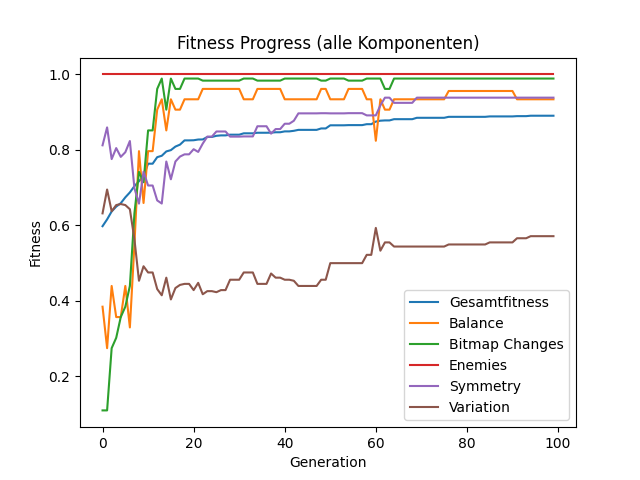 Fitness Progress (alle Komponenten)
Fitness
1.0
0.8
0.6
0.4
0.2
0 20 40 60 80 100
Generation
Gesamtfitness
Balance
Bitmap Changes
Enemies
Symmetry
Variation